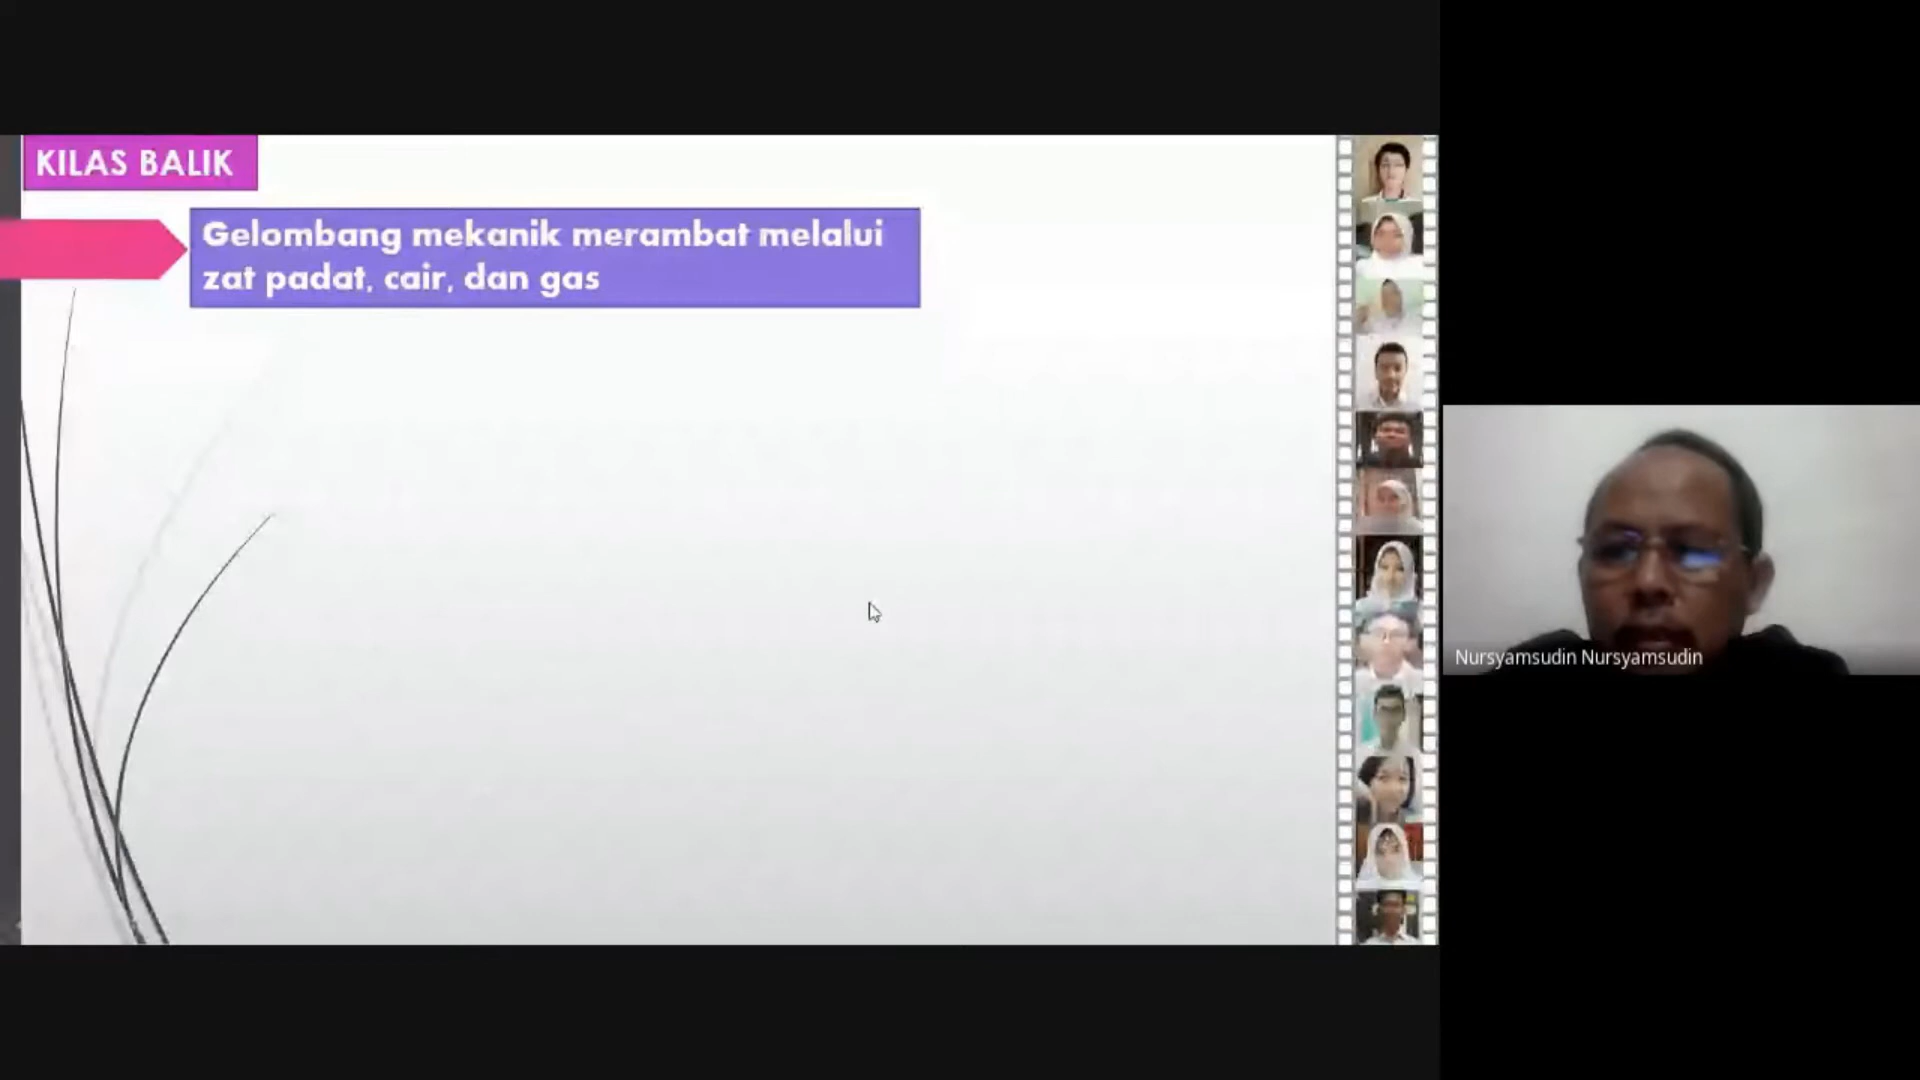 KILAS BALIK
Gelombang mekanik merambat melalui
zat padat, cair, dan gas
Nursyamsudin Nursyamsudin